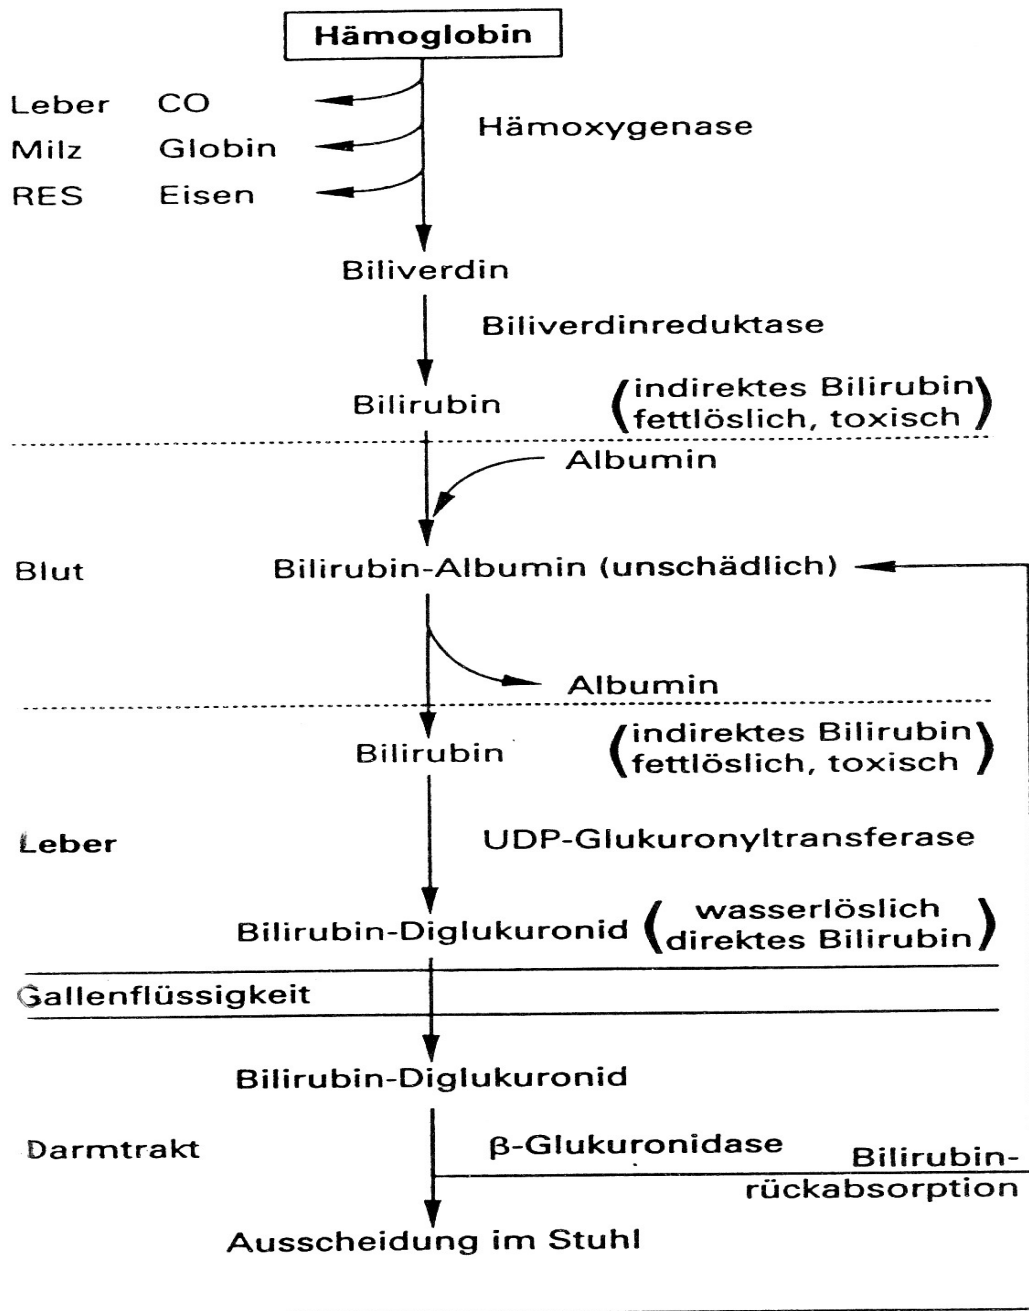 Hämoglobin
Leber CO
Hämoxygenase
Milz Globin
RES Eisen
Biliverdin
Biliverdinreduktase
Bilirubin (indirektes Bilirubin
fettlöslich, toxisch)
Albumin
Blut Bilirubin-Albumin (unschädlich)
Albumin
Bilirubin (indirektes Bilirubin
fettlöslich, toxisch)
Leber UDP-Glukuronyltransferase
Bilirubin-Diglukuronid (wasserlöslich
direktes Bilirubin)
Gallenflüssigkeit
Bilirubin-Diglukuronid
Darmtrakt β-Glukuronidase
Bilirubin-
rückabsorption
Ausscheidung im Stuhl